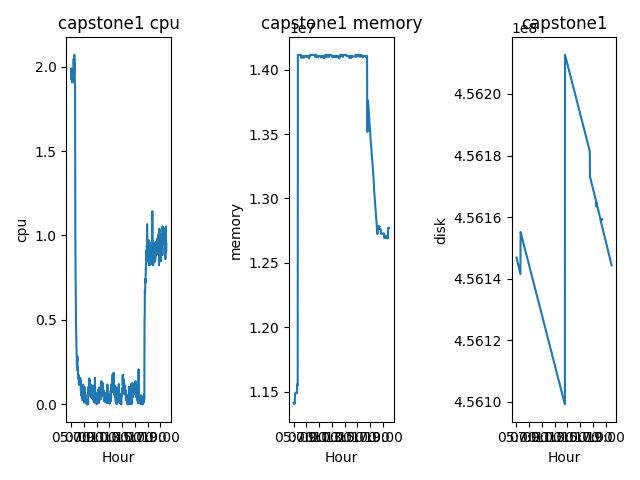 capstone1 cpu
2.0
1.5
1.0
0.5
0.0
cpu
Hour
capstone1 memory
1e7
1.40
1.35
1.30
1.25
1.20
1.15
memory
Hour
capstone1
1e8
4.5620
4.5618
4.5616
4.5614
4.5612
4.5610
disk
Hour